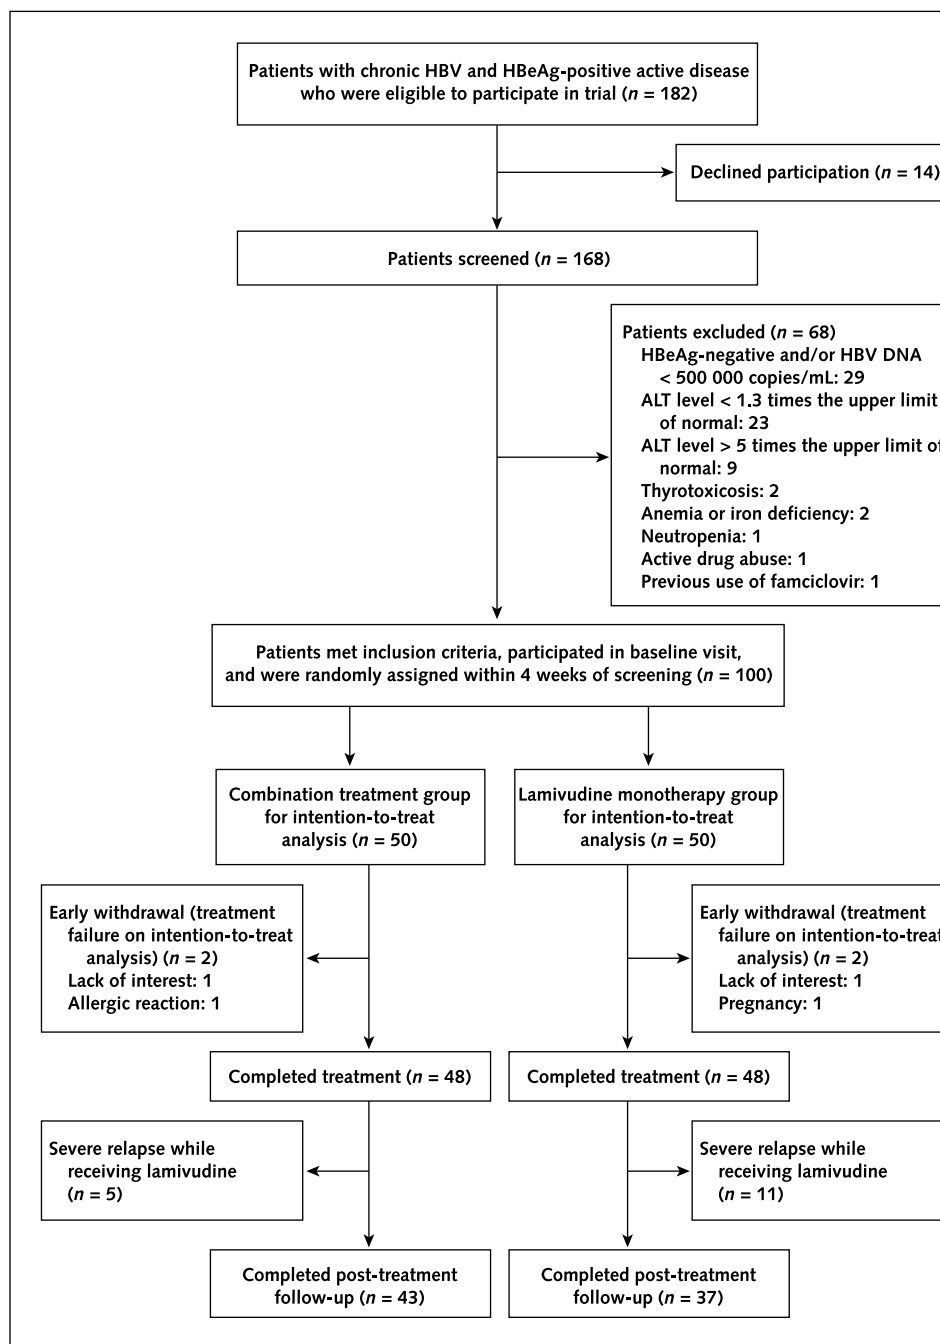 Patients with chronic HBV and HBeAg-positive active disease
who were eligible to participate in trial (n = 182)
Declined participation (n = 14)
Patients screened (n = 168)
Patients excluded (n = 68)
HBeAg-negative and/or HBV DNA
< 500 000 copies/mL: 29
ALT level < 1.3 times the upper limit
of normal: 23
ALT level > 5 times the upper limit of
normal: 9
Thyrotoxicosis: 2
Anemia or iron deficiency: 2
Neutropenia: 1
Active drug abuse: 1
Previous use of famciclovir: 1
Patients met inclusion criteria, participated in baseline visit,
and were randomly assigned within 4 weeks of screening (n = 100)
Combination treatment group
for intention-to-treat
analysis (n = 50)
Lamivudine monotherapy group
for intention-to-treat
analysis (n = 50)
Early withdrawal (treatment
failure on intention-to-treat
analysis) (n = 2)
Lack of interest: 1
Allergic reaction: 1
Early withdrawal (treatment
failure on intention-to-treat
analysis) (n = 2)
Lack of interest: 1
Pregnancy: 1
Completed treatment (n = 48)
Completed treatment (n = 48)
Severe relapse while
receiving lamivudine
(n = 5)
Severe relapse while
receiving lamivudine
(n = 11)
Completed post-treatment
follow-up (n = 43)
Completed post-treatment
follow-up (n = 37)